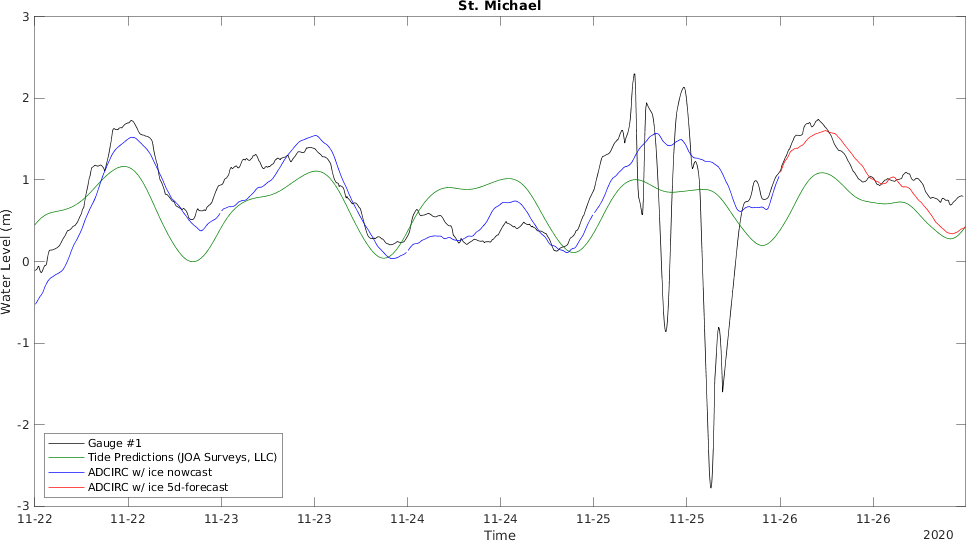 St. Michael
3
2
1
0
-1
-2
-3
Water Level (m)
Gauge #1
Tide Predictions (JOA Surveys, LLC)
ADCIRC w/ ice nowcast
ADCIRC w/ ice 5d-forecast
11-22 11-22 11-23 11-23 11-24 11-24 11-25 11-25 11-26 11-26
Time
2020